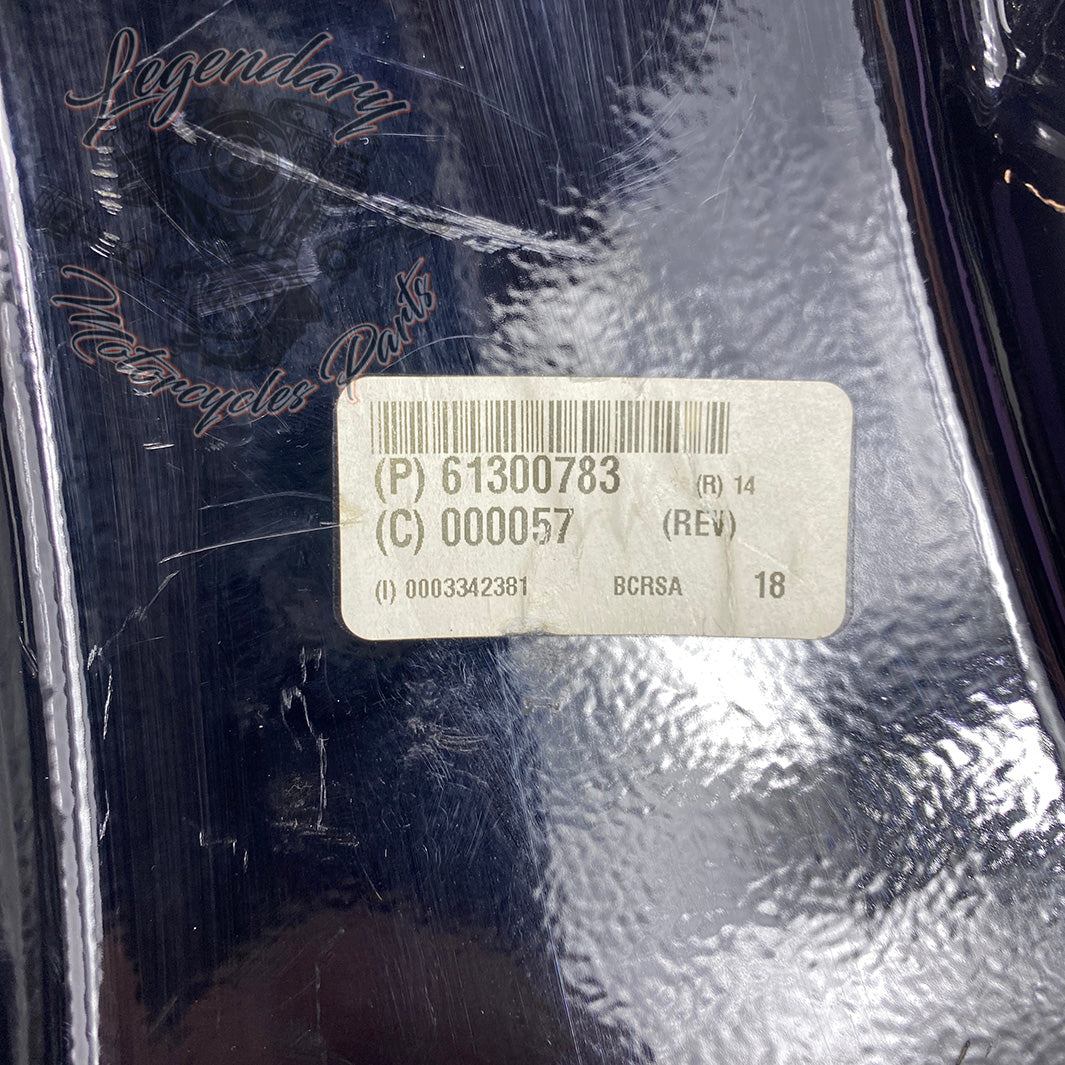 Legendary
Motorcycles Parts
(P) 61300783 (R) 14
(C) 000057 (REV)
(I) 0003342381 BCRSA 18